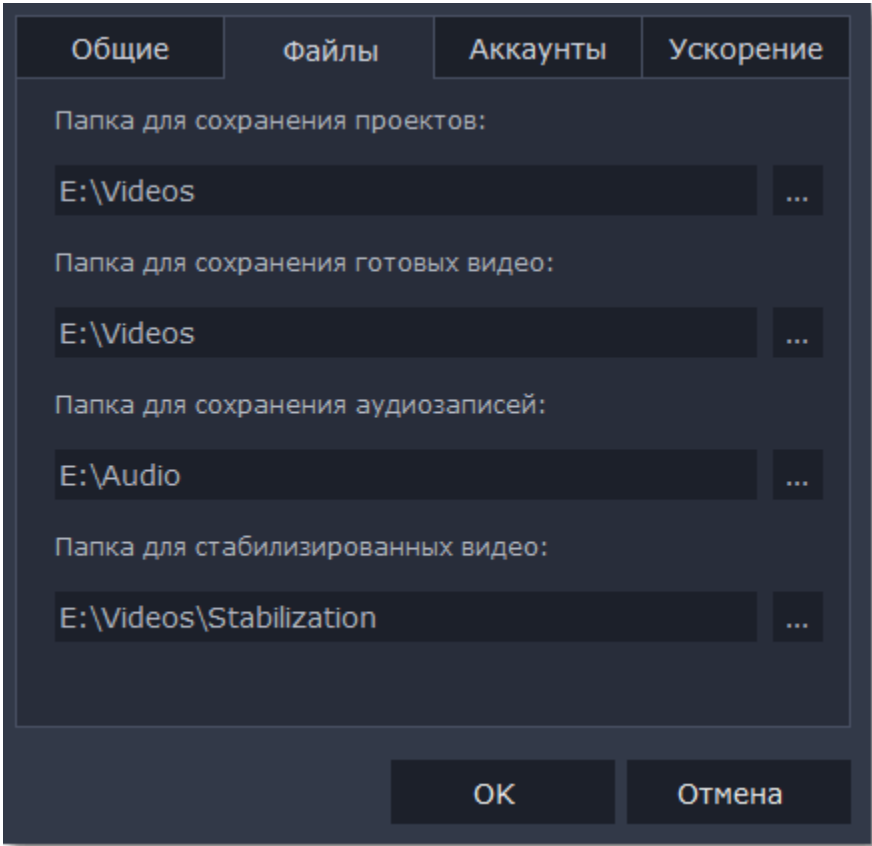 Общие Файлы Аккаунты Ускорение
Папка для сохранения проектов:
E:\Videos ...
Папка для сохранения готовых видео:
E:\Videos ...
Папка для сохранения аудиозаписей:
E:\Audio ...
Папка для стабилизированных видео:
E:\Videos\Stabilization ...
OK Отмена